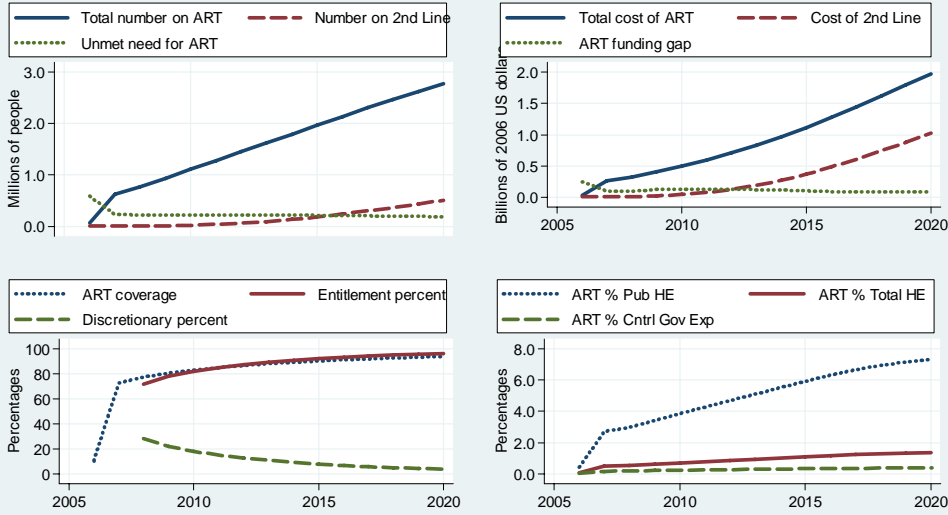 Total number on ART
Number on 2nd Line
Unmet need for ART
Millions of people
3.0
2.0
1.0
0.0
Total cost of ART
Cost of 2nd Line
ART funding gap
Billions of 2006 US dollars
2.0
1.5
1.0
0.5
0.0
2005 2010 2015 2020
ART coverage
Entitlement percent
Discretionary percent
Percentages
100
80
60
40
20
0
2005 2010 2015 2020
ART % Pub HE
ART % Total HE
ART % Cntrl Gov Exp
Percentages
8.0
6.0
4.0
2.0
0.0
2005 2010 2015 2020